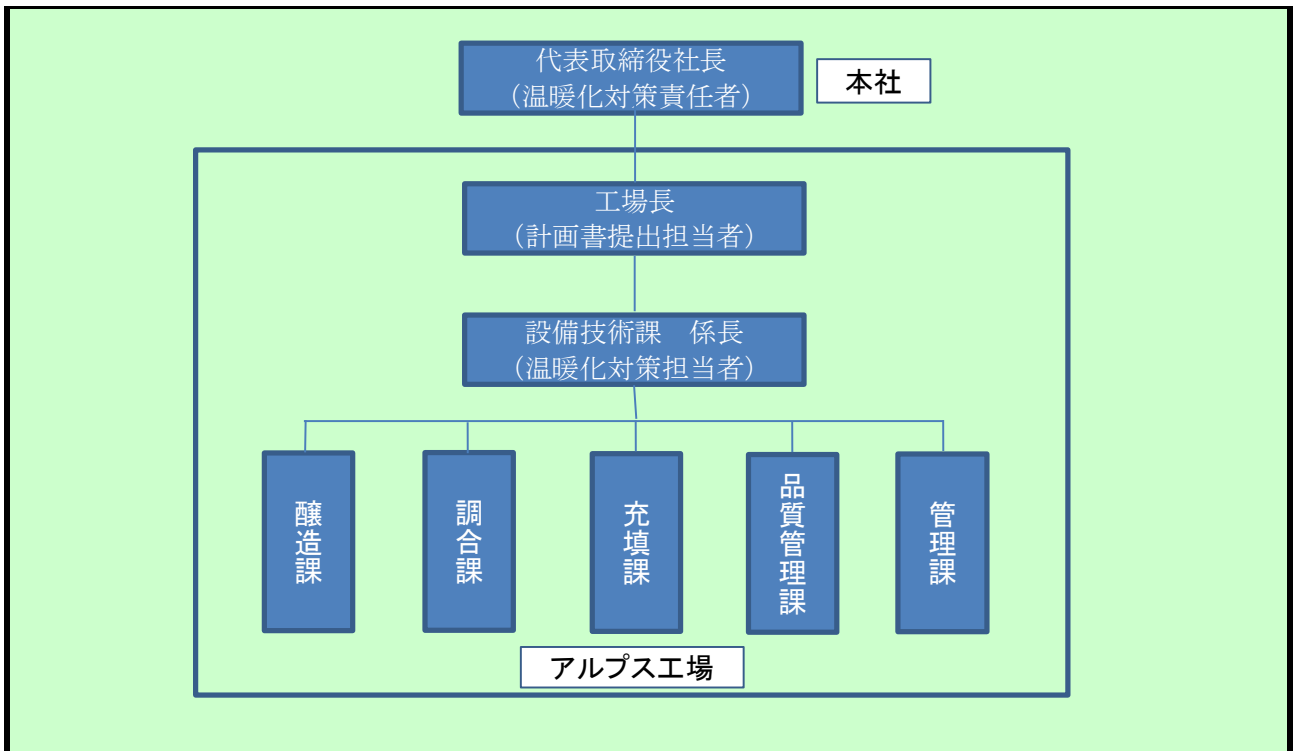 代表取締役社長
（温暖化対策責任者）
本社
工場長
（計画書提出担当者）
設備技術課　係長
（温暖化対策担当者）
醸造課
調合課
充填課
品質管理課
管理課
アルプス工場